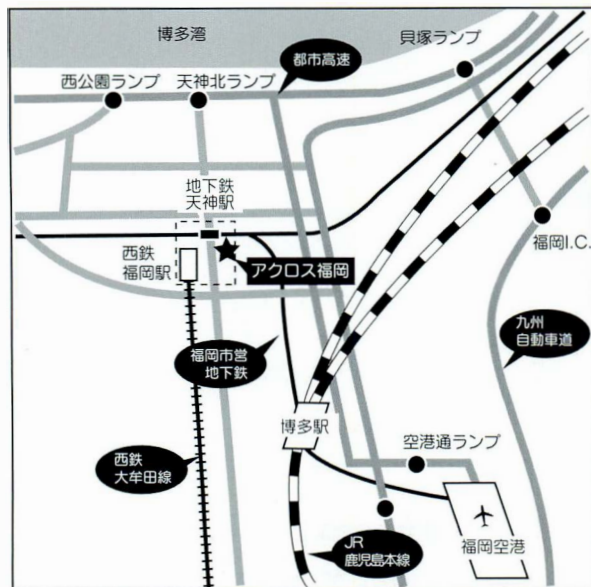 博多湾
貝塚ランプ
都市高速
西公園ランプ
天神北ランプ
地下鉄
天神駅
福岡I.C.
西鉄
福岡駅
アクロス福岡
九州
自動車道
福岡市営
地下鉄
博多駅
空港通ランプ
西鉄
大牟田線
JR
鹿児島本線
福岡空港